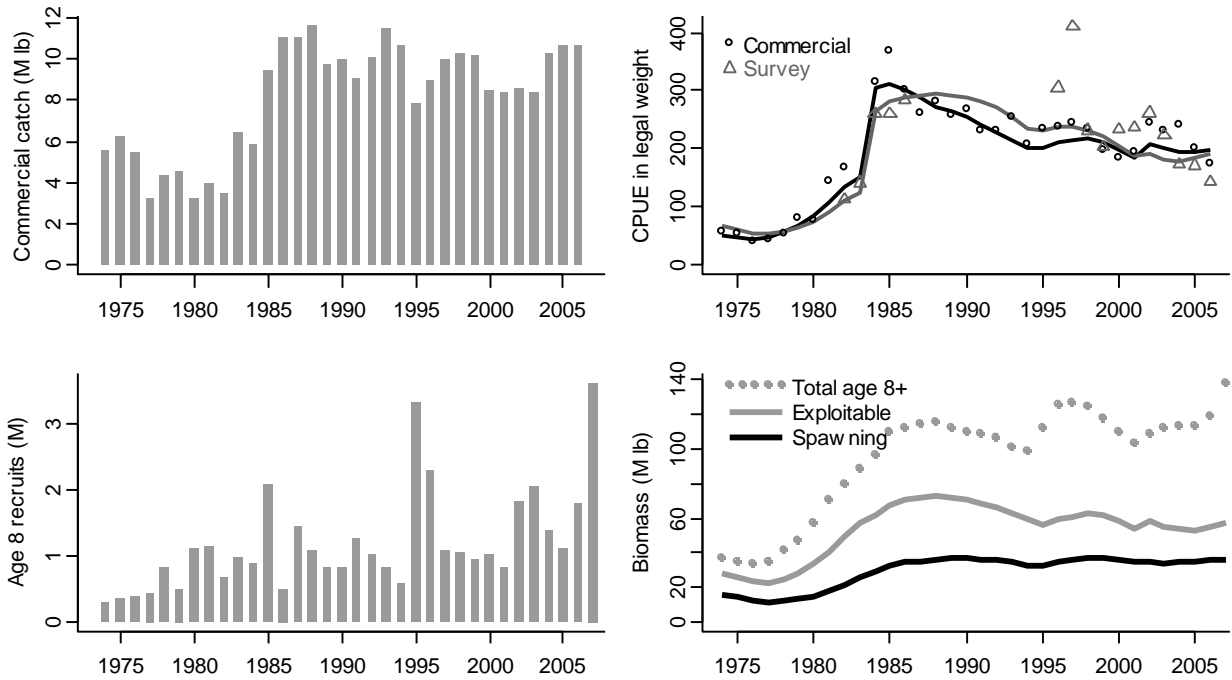 Commercial catch (M lb)
0 2 4 6 8 10 12
1975 1980 1985 1990 1995 2000 2005
CPUE in legal weight
0 100 200 300 400
Commercial
Survey
1975 1980 1985 1990 1995 2000 2005
Age 8 recruits (M)
0 1 2 3
1975 1980 1985 1990 1995 2000 2005
Biomass (M lb)
0 20 60 100 140
Total age 8+
Exploitable
Spaw ning
1975 1980 1985 1990 1995 2000 2005